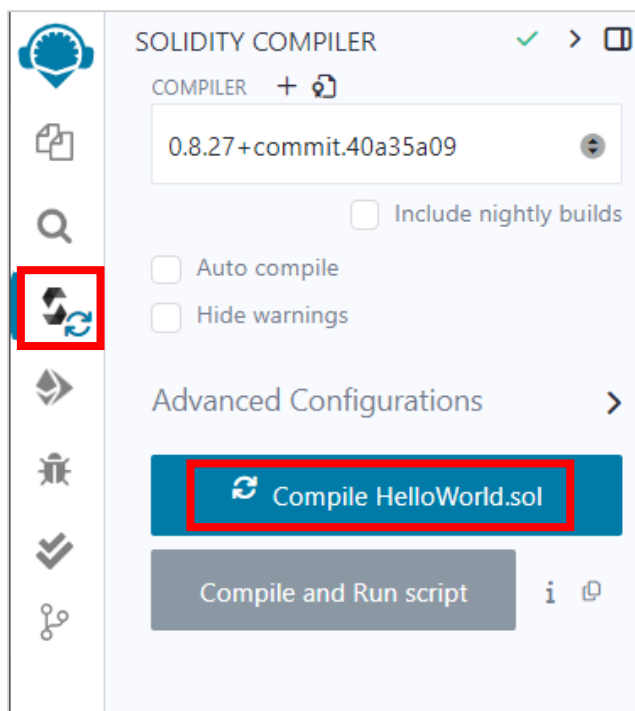 SOLIDITY COMPILER
COMPILER
0.8.27+commit.40a35a09
Include nightly builds
Auto compile
Hide warnings
Advanced Configurations
Compile HelloWorld.sol
Compile and Run script